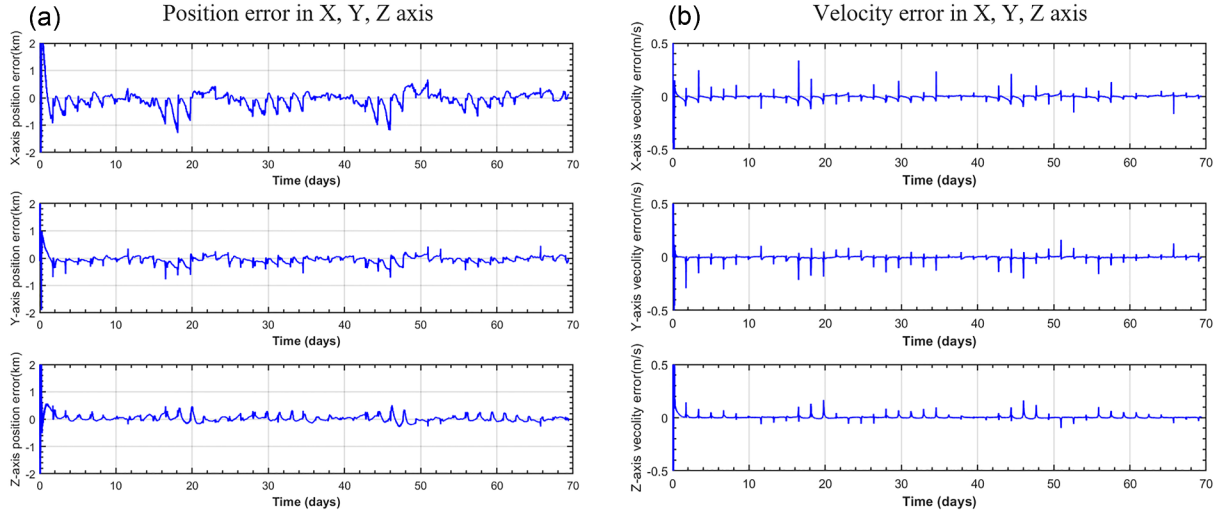 (a)
Position error in X, Y, Z axis
X-axis position error(km)
2
1
0
-1
-2
0 10 20 30 40 50 60 70
Time (days)
Y-axis position error(km)
2
1
0
-1
-2
0 10 20 30 40 50 60 70
Time (days)
Z-axis position error(km)
2
1
0
-1
-2
0 10 20 30 40 50 60 70
Time (days)
(b)
Velocity error in X, Y, Z axis
X-axis vecolity error(m/s)
0.5
0
-0.5
0 10 20 30 40 50 60 70
Time (days)
Y-axis vecolity error(m/s)
0.5
0
-0.5
0 10 20 30 40 50 60 70
Time (days)
Z-axis vecolity error(m/s)
0.5
0
-0.5
0 10 20 30 40 50 60 70
Time (days)